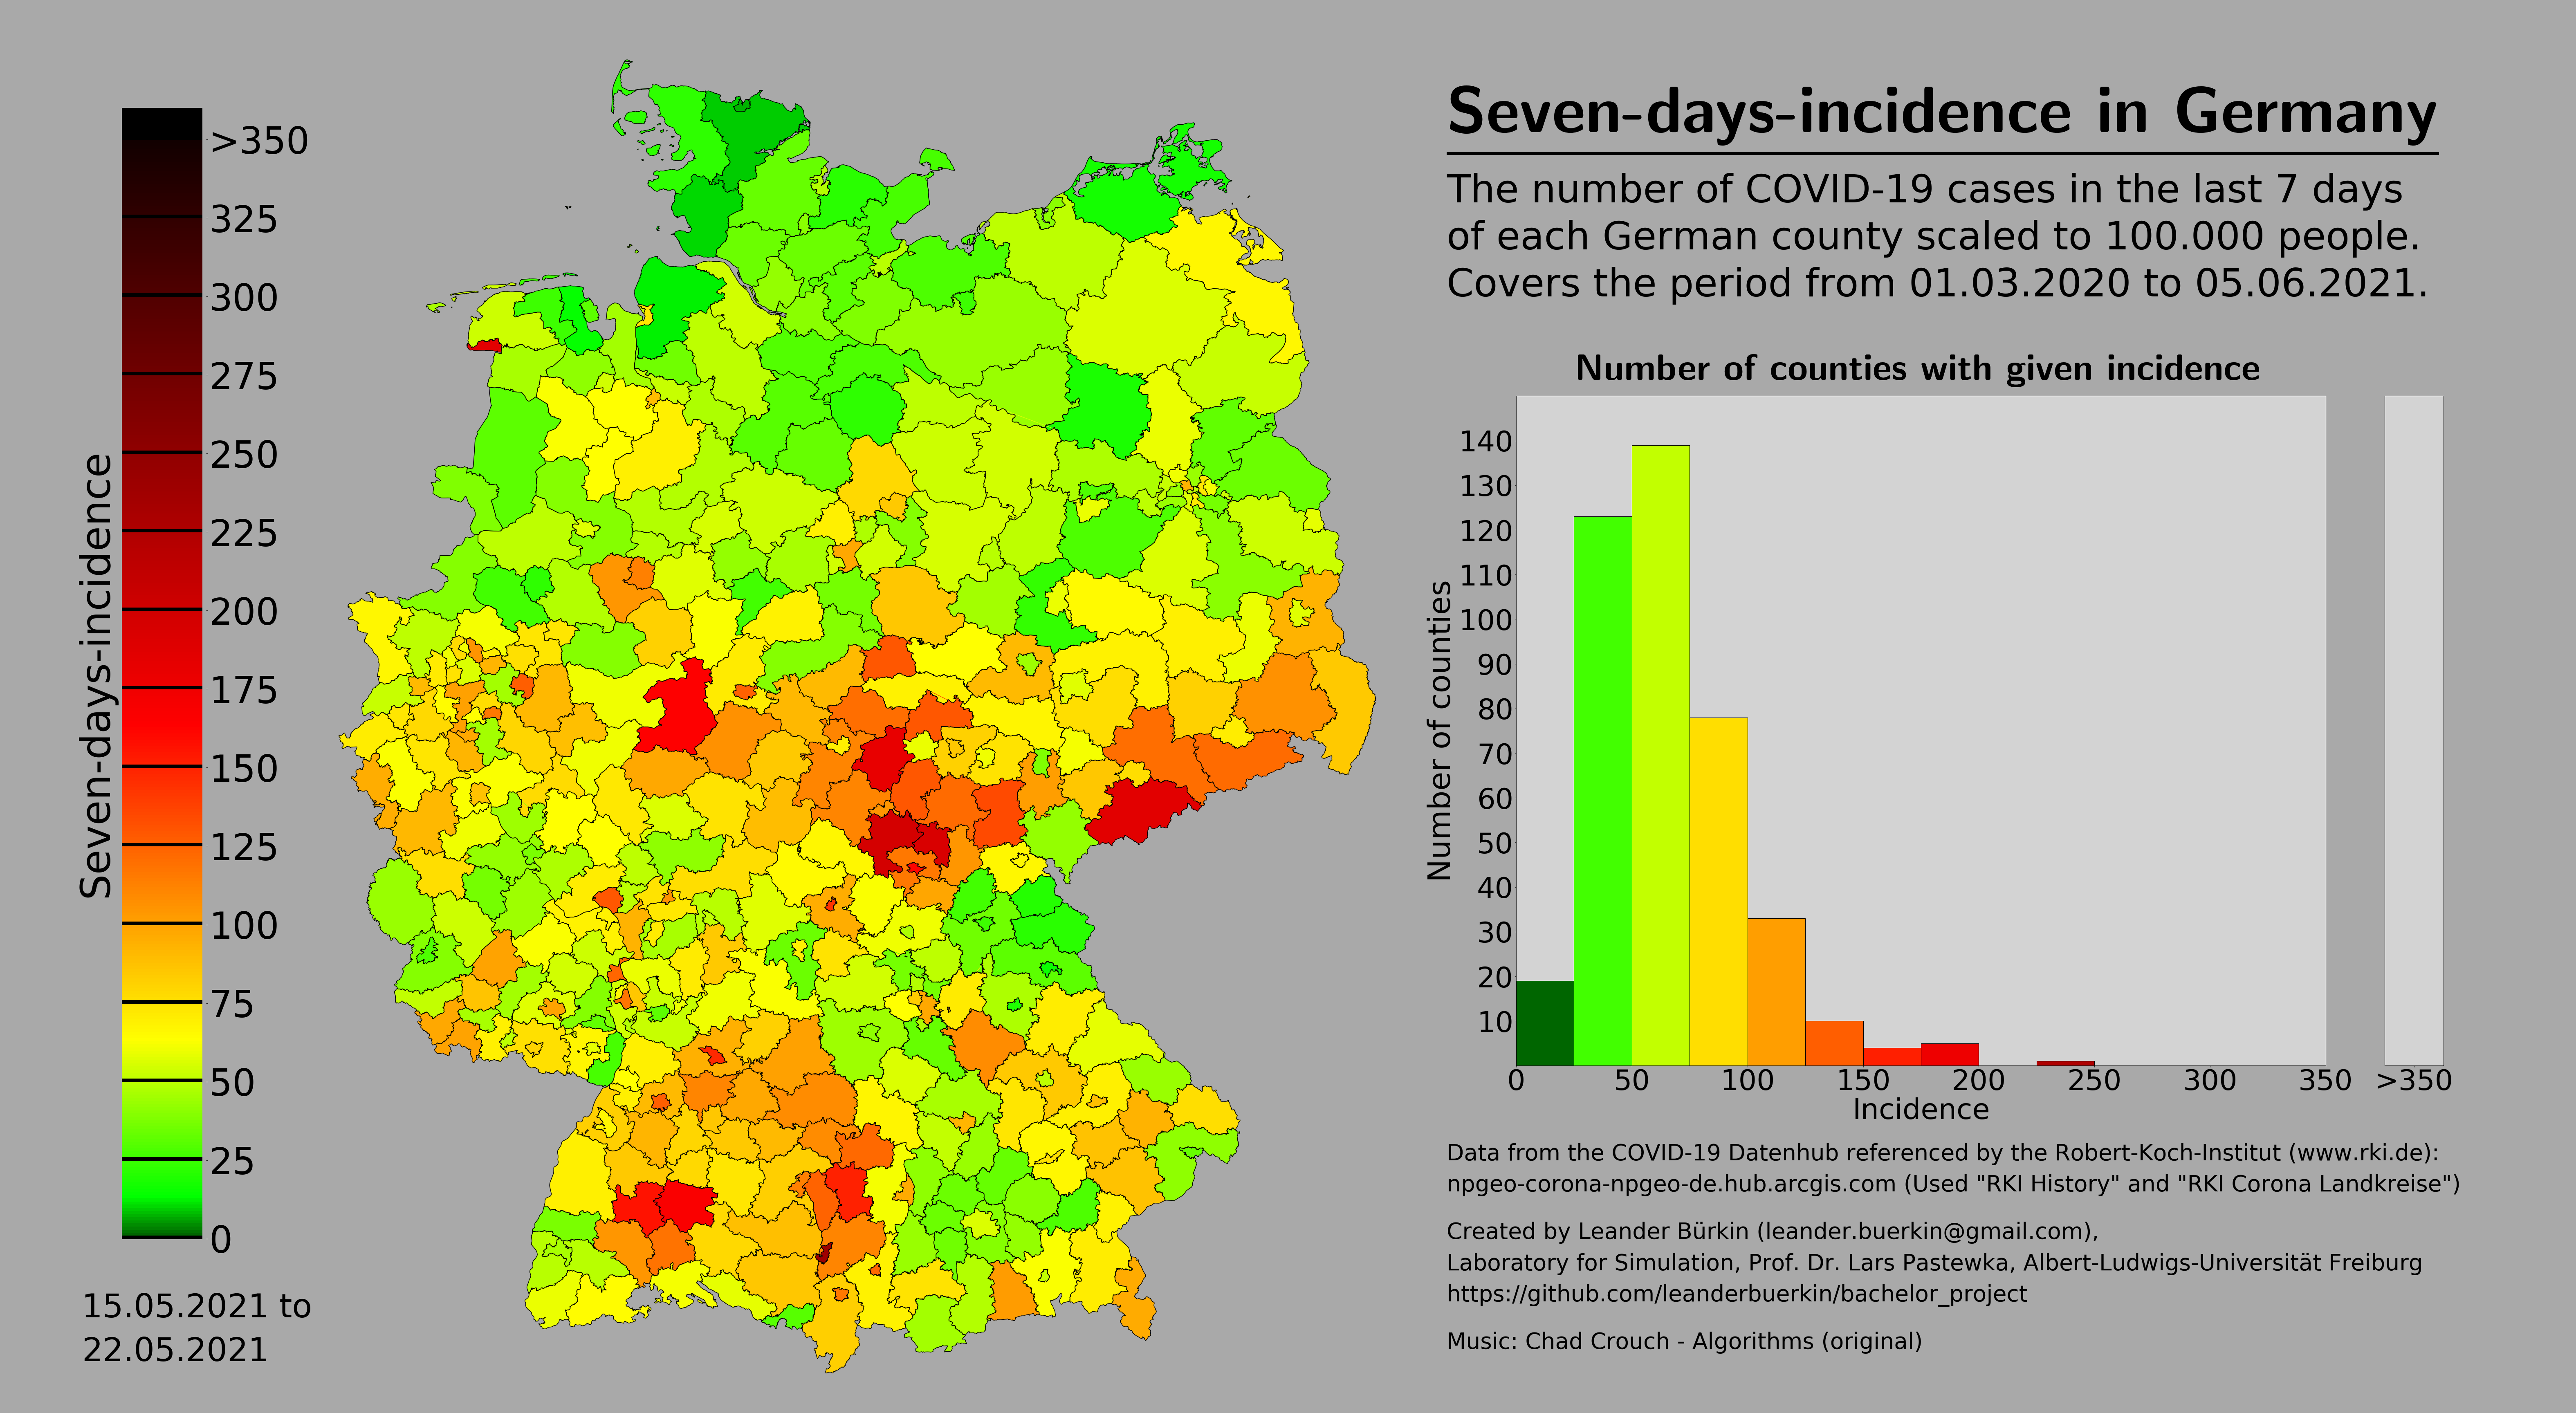 Seven-days-incidence in Germany
The number of COVID-19 cases in the last 7 days
of each German county scaled to 100.000 people.
Covers the period from 01.03.2020 to 05.06.2021.
Seven-days-incidence
>350
325
300
275
250
225
200
175
150
125
100
75
50
25
0
15.05.2021 to
22.05.2021
Number of counties with given incidence
Number of counties
140
130
120
110
100
90
80
70
60
50
40
30
20
10
0 50 100 150 200 250 300 350 >350
Incidence
Data from the COVID-19 Datenhub referenced by the Robert-Koch-Institut (www.rki.de):
npgeo-corona-npgeo-de.hub.arcgis.com (Used "RKI History" and "RKI Corona Landkreise")
Created by Leander Bürkin (leander.buerkin@gmail.com),
Laboratory for Simulation, Prof. Dr. Lars Pastewka, Albert-Ludwigs-Universität Freiburg
https://github.com/leanderbuerkin/bachelor_project
Music: Chad Crouch - Algorithms (original)